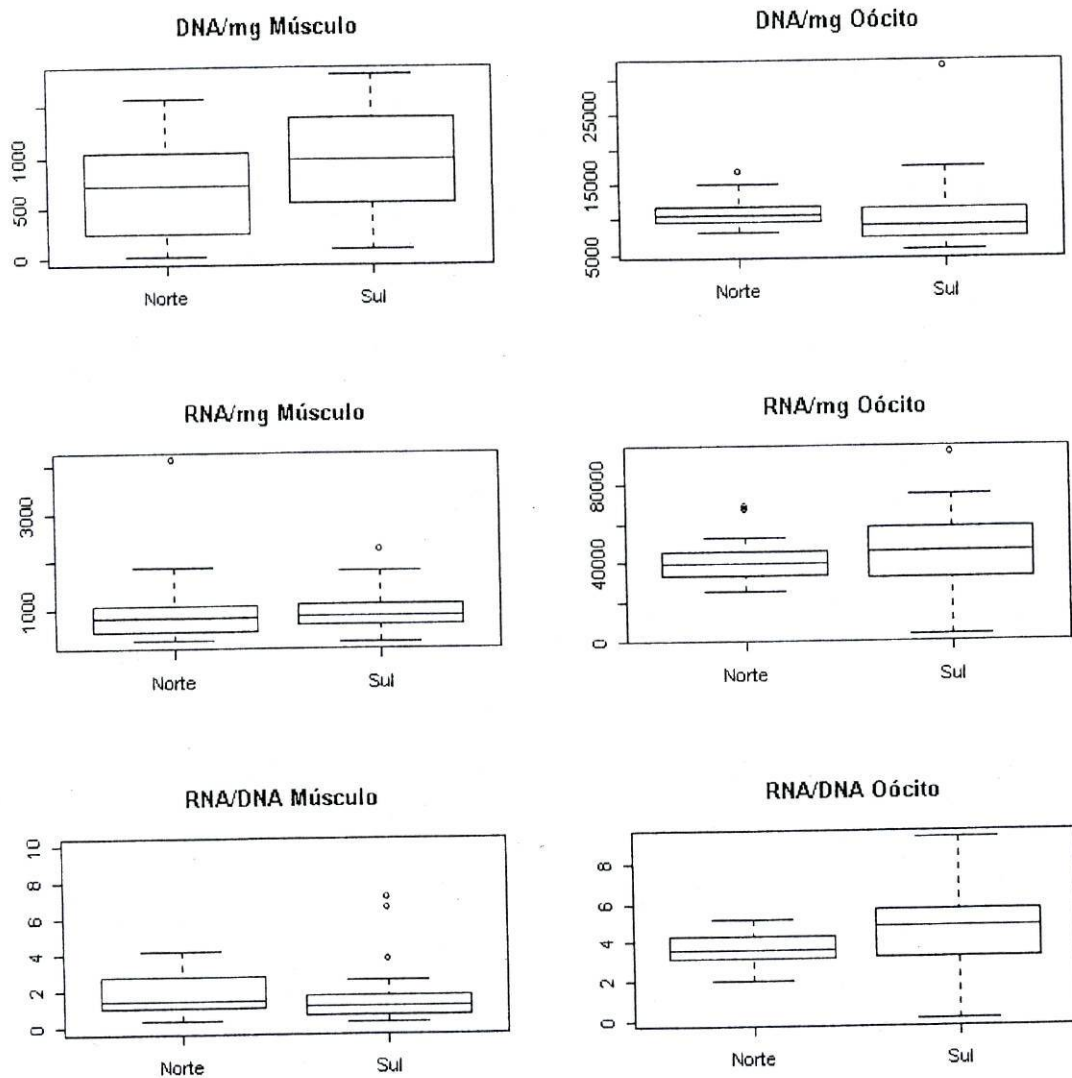 DNA/mg Músculo
0 500 1000
Norte Sul
DNA/mg Oócito
5000 15000 25000
Norte Sul
RNA/mg Músculo
1000 3000
Norte Sul
RNA/mg Oócito
0 40000 80000
Norte Sul
RNA/DNA Músculo
0 2 4 6 8 10
Norte Sul
RNA/DNA Oócito
0 2 4 6 8
Norte Sul